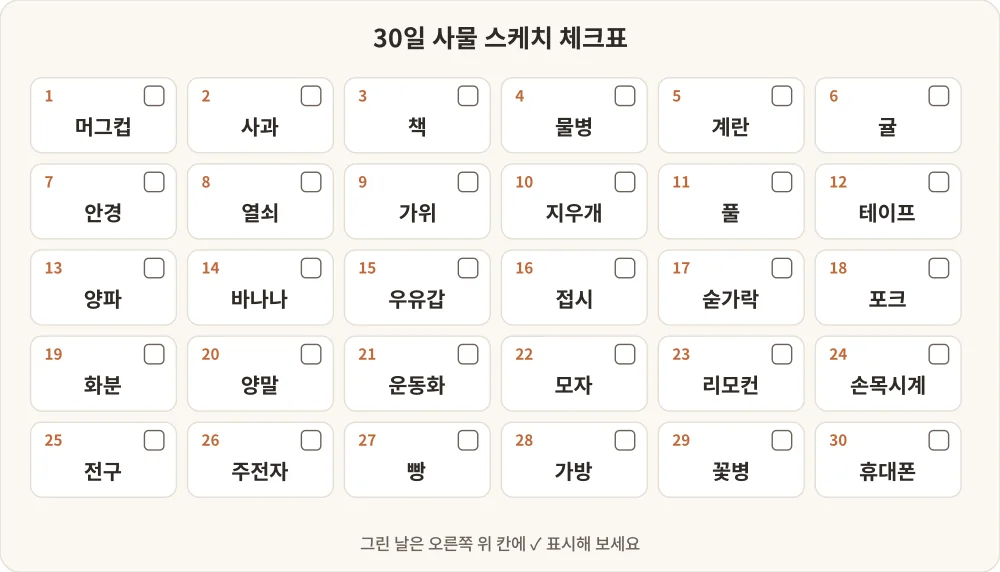 30일 사물 스케치 체크표
1 2 3 4 5 6
머그컵 사과 책 물병 계란 귤
7 8 9 10 11 12
안경 열쇠 가위 지우개 풀 테이프
13 14 15 16 17 18
양파 바나나 우유갑 접시 숟가락 포크
19 20 21 22 23 24
화분 양말 운동화 모자 리모컨 손목시계
25 26 27 28 29 30
전구 주전자 빵 가방 꽃병 휴대폰
그린 날은 오른쪽 위 칸에 ✓ 표시해 보세요